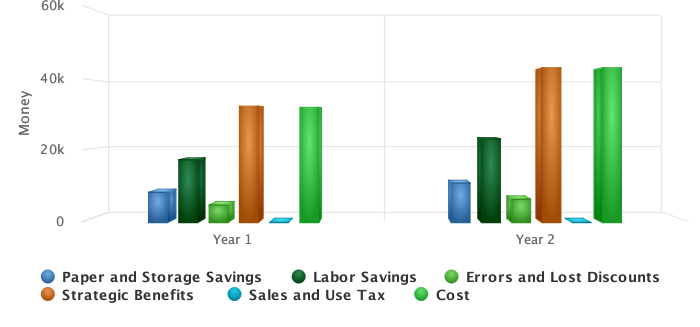 60k
40k
20k
0
Money
Year 1
Year 2
Paper and Storage Savings
Labor Savings
Errors and Lost Discounts
Strategic Benefits
Sales and Use Tax
Cost